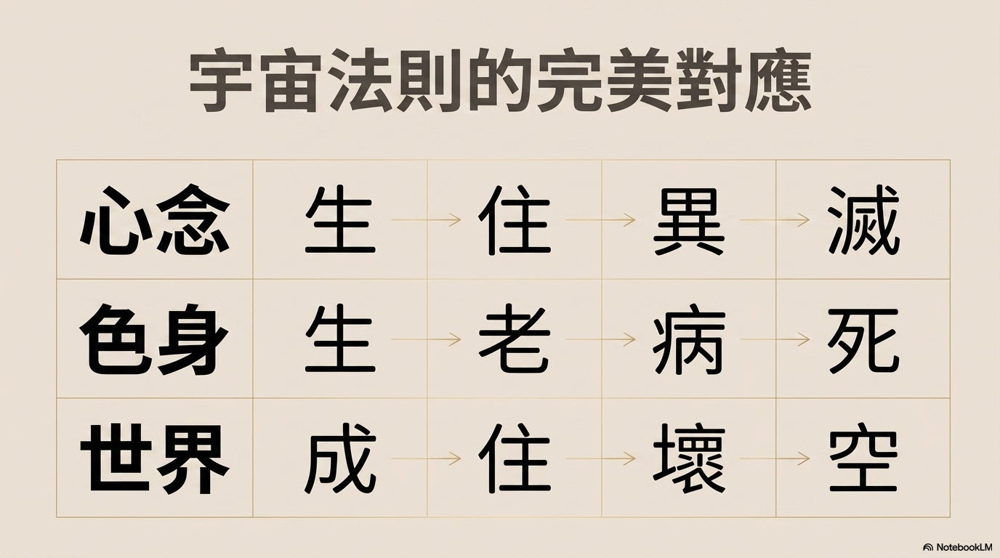 宇宙法則的完美對應
心念 生 → 住 → 異 → 滅
色身 生 → 老 → 病 → 死
世界 成 → 住 → 壞 → 空
NotebookLM